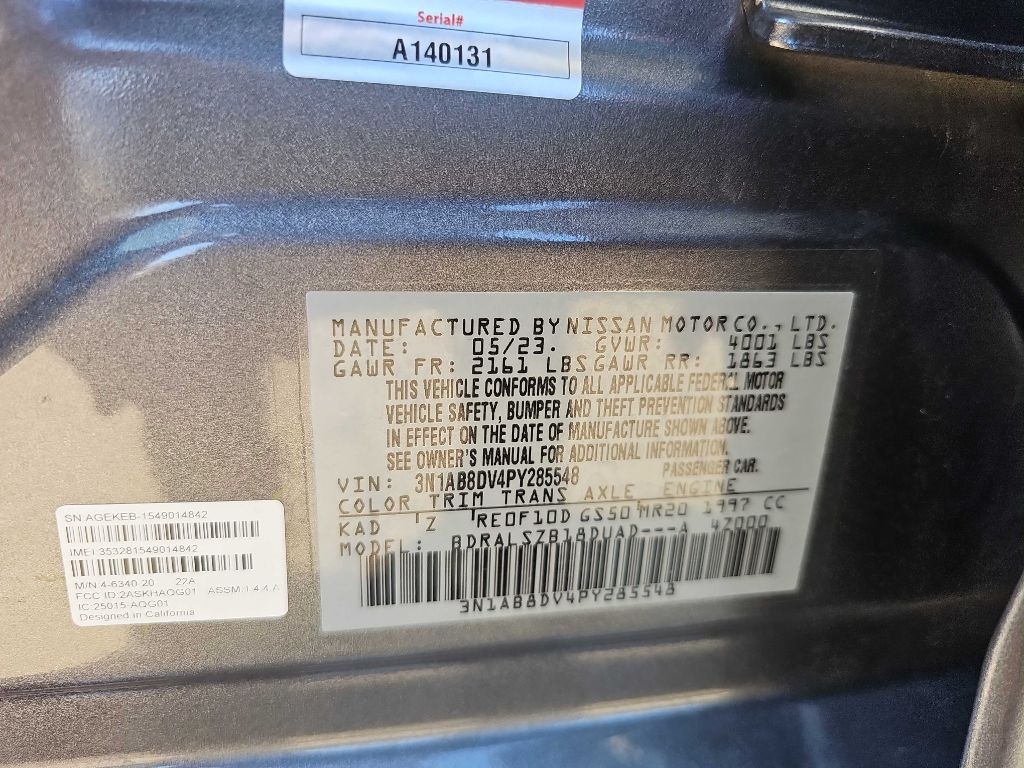 Serial#
A140131
MANUFACTURED BY NISSAN MOTOR CO., LTD.
DATE: 05/23. GVWR: 4001 LBS
GAWR FR: 2161 LBS GAWR RR: 1863 LBS
THIS VEHICLE CONFORMS TO ALL APPLICABLE FEDERAL MOTOR
VEHICLE SAFETY, BUMPER AND THEFT PREVENTION STANDARDS
IN EFFECT ON THE DATE OF MANUFACTURE SHOWN ABOVE.
SEE OWNER'S MANUAL FOR ADDITIONAL INFORMATION.
VIN: 3N1AB8DV4PY285548 PASSENGER CAR.
COLOR TRIM TRANS AXLE ENGINE
KAD Z RE0F10D GS50 MR20 1997 CC
MODEL: BDRALSZB18DUAD---A 47000
3N1AB8DV4PY285548
SN:AGEKEB-1549014842
IMEI:353281549014842
M/N:4-6340-20 22A
FCC ID:2ASKHAQG01 ASSM:1.4.4 A
IC:25015-AQG01
Designed in California